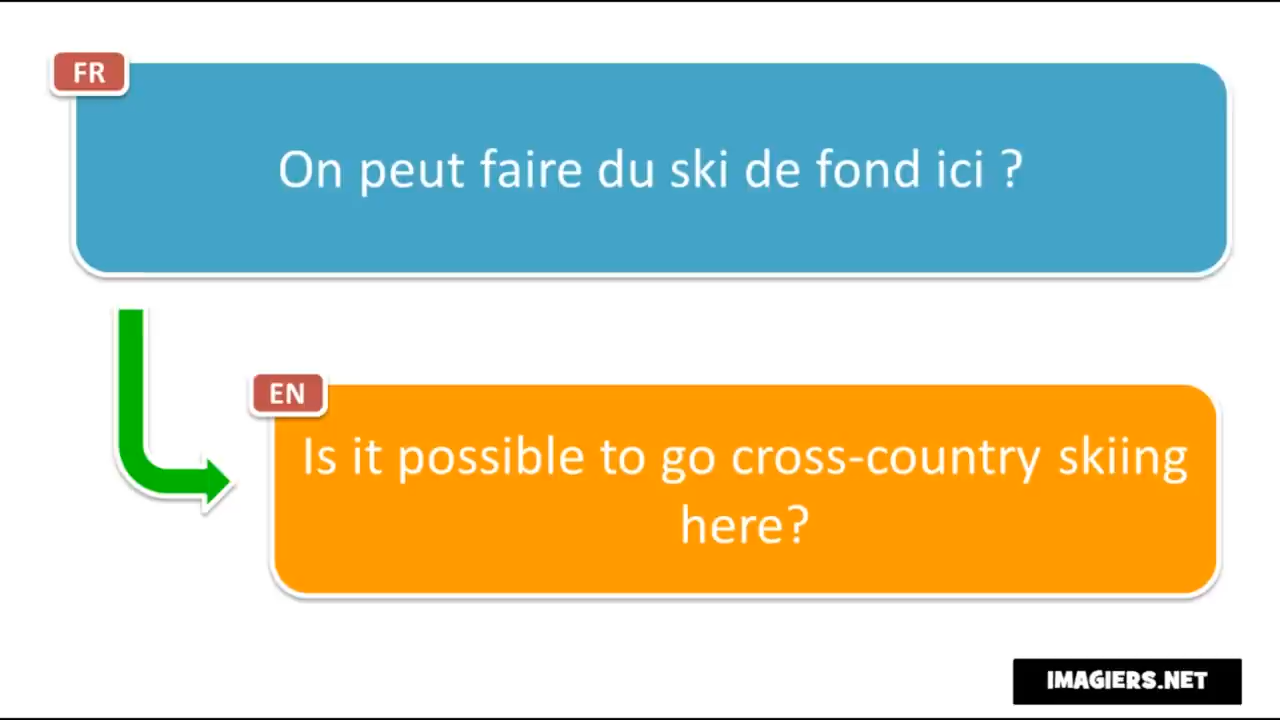 FR
On peut faire du ski de fond ici ?
EN
Is it possible to go cross-country skiing
here?
IMAGIERS.NET